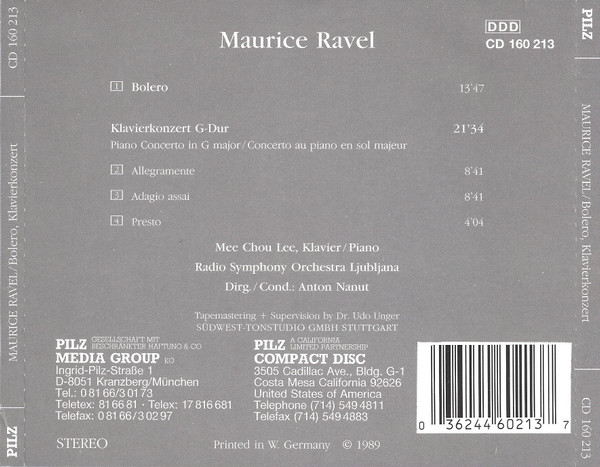 PILZ
CD 160 213
MAURICE RAVEL/Bolero, Klavierkonzert
Maurice Ravel
DDD
CD 160 213
1 Bolero 13'47
Klavierkonzert G-Dur 21'34
Piano Concerto in G major/Concerto au piano en sol majeur
2 Allegramente 8'41
3 Adagio assai 8'41
4 Presto 4'04
Mee Chou Lee, Klavier/Piano
Radio Symphony Orchestra Ljubljana
Dirg./Cond.: Anton Nanut
Tapemastering + Supervision by Dr. Udo Unger
SÜDWEST-TONSTUDIO GMBH STUTTGART
PILZ GESELLSCHAFT MIT
BESCHRÄNKTER HAFTUNG & CO
MEDIA GROUP KG
Ingrid-Pilz-Straße 1
D-8051 Kranzberg/München
Tel.: 0 81 66/3 01 73
Teletex: 81 66 81 · Telex: 17 816 681
Telefax: 0 81 66/3 02 97
PILZ A CALIFORNIA
LIMITED PARTNERSHIP
COMPACT DISC
3505 Cadillac Ave., Bldg. G-1
Costa Mesa California 92626
United States of America
Telephone (714) 549 4811
Telefax (714) 549 4883
0 36244 60213 7
STEREO
Printed in W. Germany © 1989
PILZ
MAURICE RAVEL/Bolero, Klavierkonzert
CD 160 213